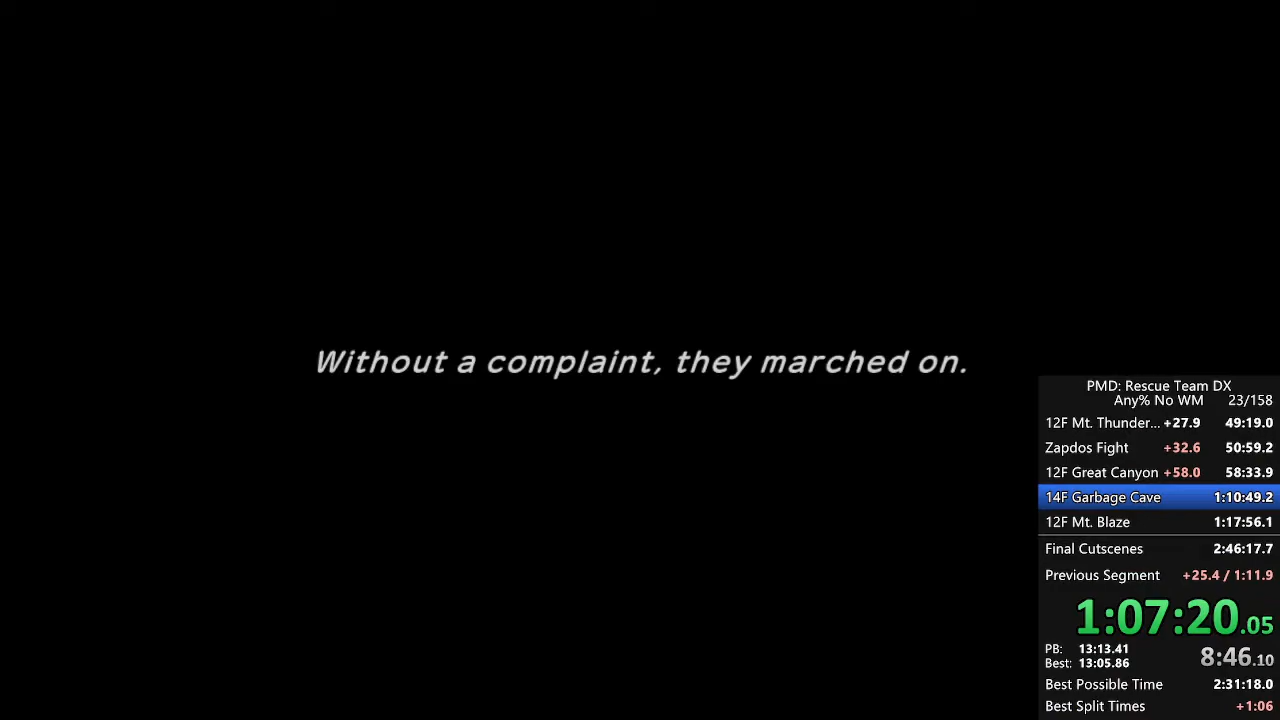 Without a complaint, they marched on.
PMD: Rescue Team DX
Any% No WM 23/158
12F Mt. Thunder... +27.9 49:19.0
Zapdos Fight +32.6 50:59.2
12F Great Canyon +58.0 58:33.9
14F Garbage Cave 1:10:49.2
12F Mt. Blaze 1:17:56.1
Final Cutscenes 2:46:17.7
Previous Segment +25.4 / 1:11.9
1:07:20.05
PB: 13:13.41
Best: 13:05.86
8:46.10
Best Possible Time 2:31:18.0
Best Split Times +1:06